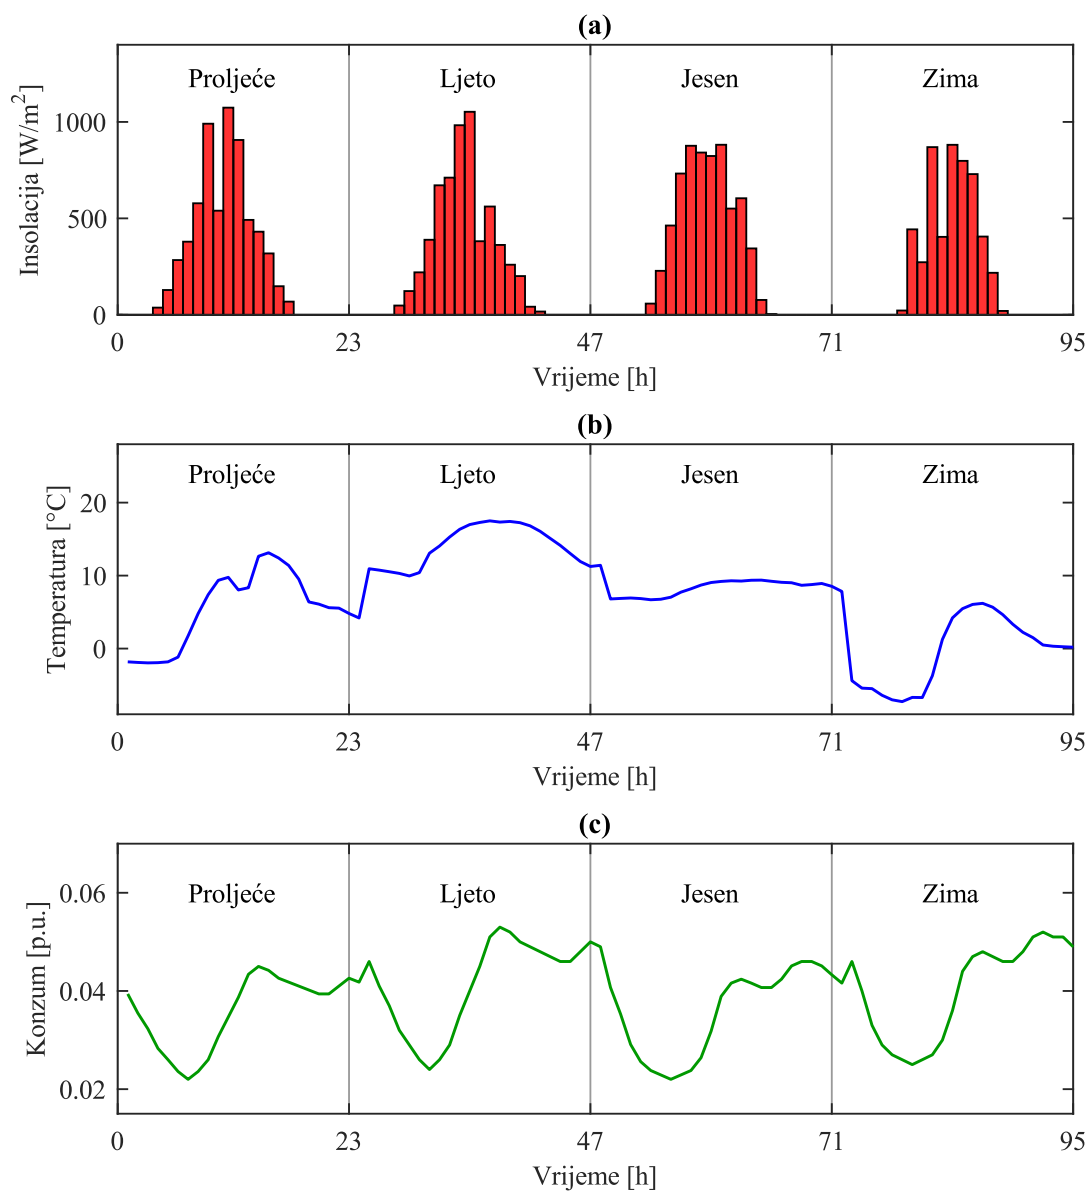 (a)
Proljeće Ljeto Jesen Zima
Insolacija [W/m²]
1000
500
0
0 23 47 71 95
Vrijeme [h]
(b)
Proljeće Ljeto Jesen Zima
Temperatura [°C]
20
10
0
0 23 47 71 95
Vrijeme [h]
(c)
Proljeće Ljeto Jesen Zima
Konzum [p.u.]
0.06
0.04
0.02
0 23 47 71 95
Vrijeme [h]